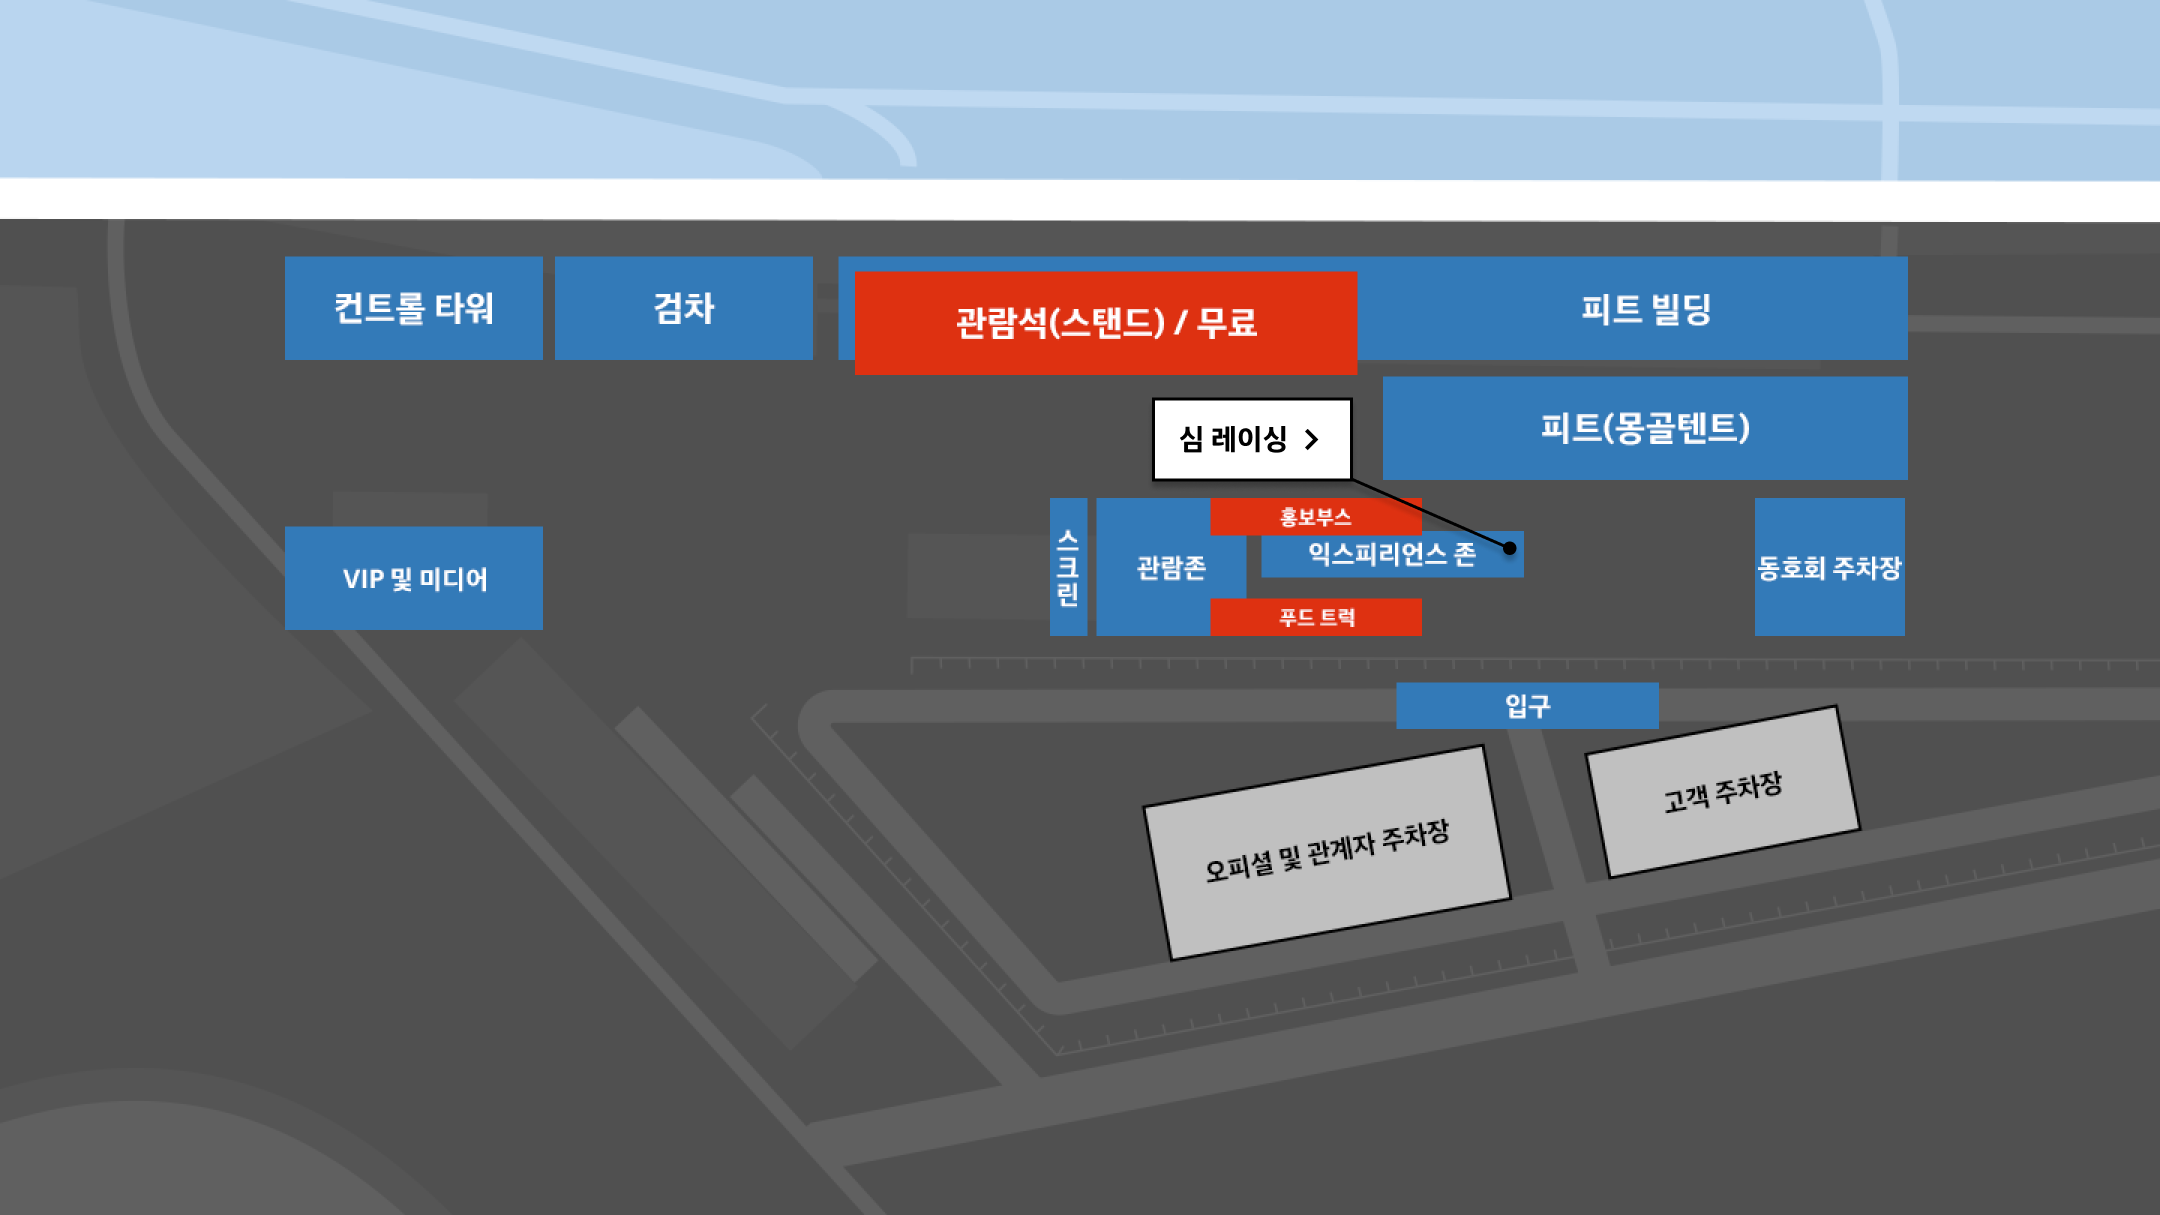 컨트롤 타워
검차
관람석(스탠드) / 무료
피트 빌딩
심 레이싱
피트(몽골텐트)
스크린
관람존
홍보부스
익스피리언스 존
푸드 트럭
동호회 주차장
VIP 및 미디어
입구
오피셜 및 관계자 주차장
고객 주차장